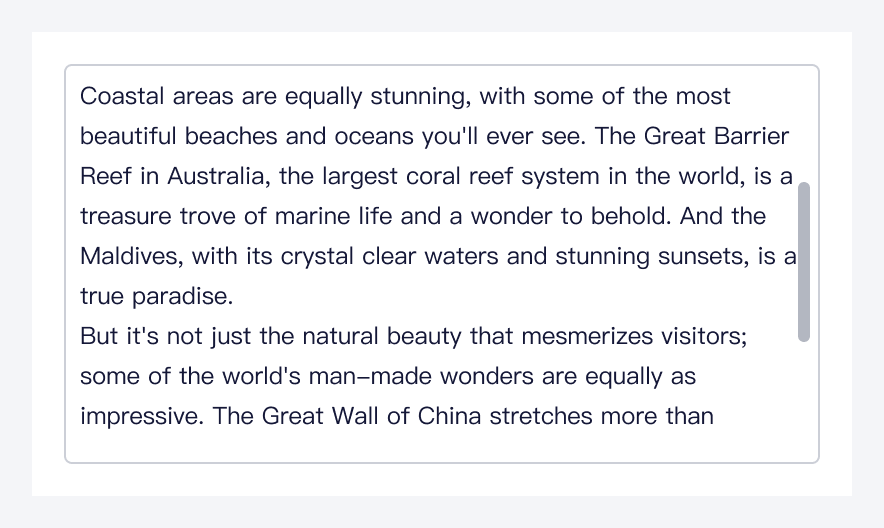 Coastal areas are equally stunning, with some of the most
beautiful beaches and oceans you'll ever see. The Great Barrier
Reef in Australia, the largest coral reef system in the world, is a
treasure trove of marine life and a wonder to behold. And the
Maldives, with its crystal clear waters and stunning sunsets, is a
true paradise.
But it's not just the natural beauty that mesmerizes visitors;
some of the world's man–made wonders are equally as
impressive. The Great Wall of China stretches more than